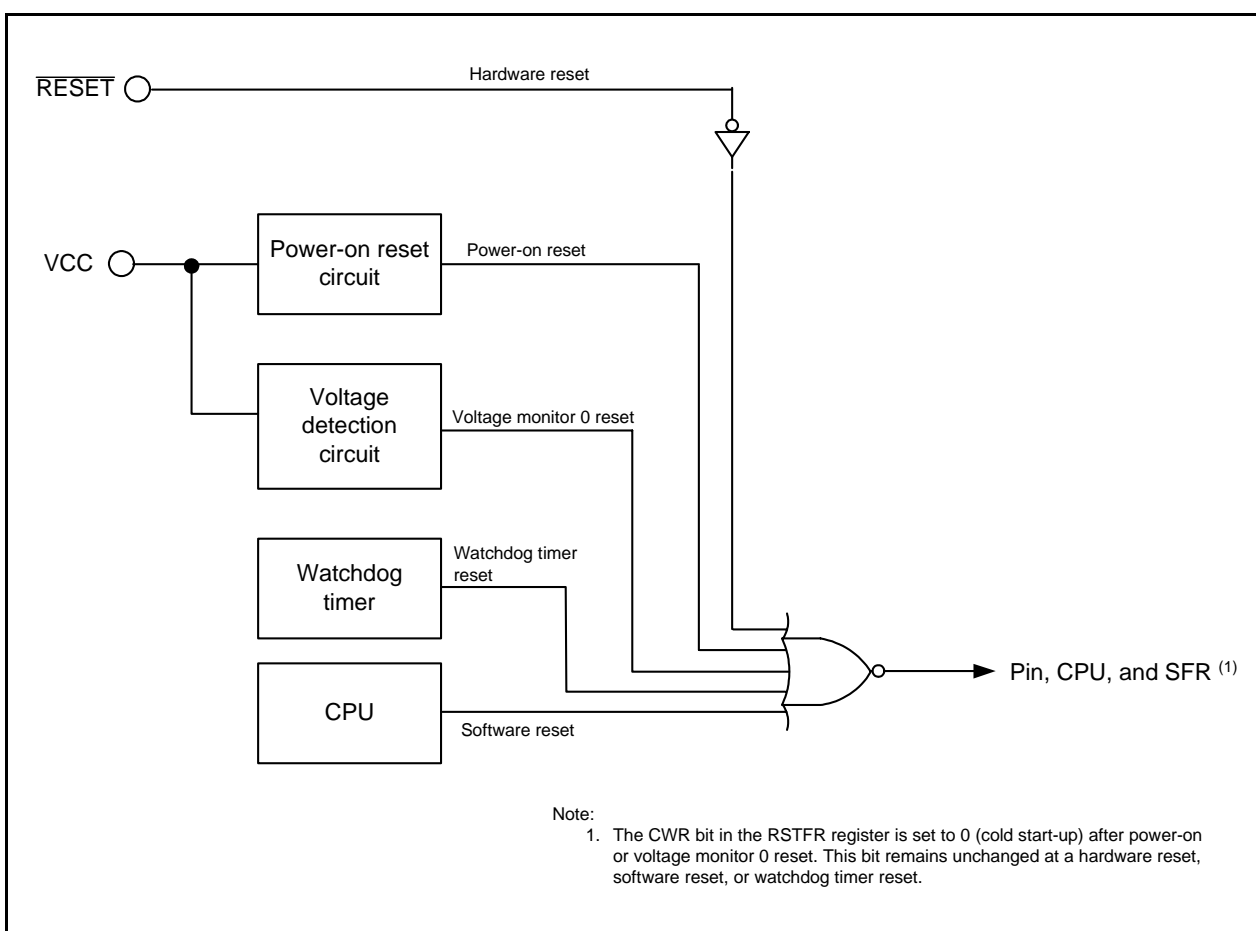 Hardware reset
RESET
Power-on reset
circuit
Power-on reset
VCC
Voltage
detection
circuit
Voltage monitor 0 reset
Watchdog
timer
Watchdog timer
reset
CPU
Software reset
Pin, CPU, and SFR (1)
Note:
1. The CWR bit in the RSTFR register is set to 0 (cold start-up) after power-on
or voltage monitor 0 reset. This bit remains unchanged at a hardware reset,
software reset, or watchdog timer reset.